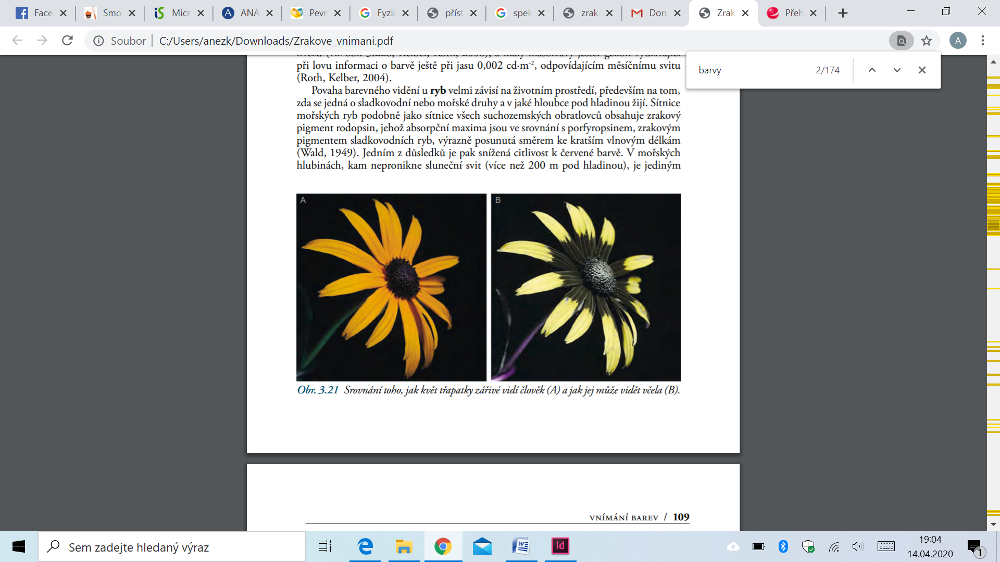 Face
Smo
Micr
ANA
Pevr
Fyzi
příst
spek
zrak
Doru
Zrak
Přeh
Soubor
C:/Users/anezk/Downloads/Zrakove_vnimani.pdf
A
barvy
2/174
při lovu informaci o barvě ještě při jasu 0,002 cd·m-2, odpovídajícím měsíčnímu svitu
(Roth, Kelber, 2004).
Povaha barevného vidění u ryb velmi závisí na životním prostředí, především na tom,
zda se jedná o sladkovodní nebo mořské druhy a v jaké hloubce pod hladinou žijí. Sítnice
mořských ryb podobně jako sítnice všech suchozemských obratlovců obsahuje zrakový
pigment rodopsin, jehož absorpční maxima jsou ve srovnání s porfyropsinem, zrakovým
pigmentem sladkovodních ryb, výrazně posunutá směrem ke kratším vlnovým délkám
(Wald, 1949). Jedním z důsledků je pak snížená citlivost k červené barvě. V mořských
hlubinách, kam nepronikne sluneční svit (více než 200 m pod hladinou), je jediným
A
B
Obr. 3.21 Srovnání toho, jak květ třapatky zářivé vidí člověk (A) a jak jej může vidět včela (B).
VNÍMÁNÍ BAREV / 109
Sem zadejte hledaný výraz
Id
19:04
14.04.2020
1